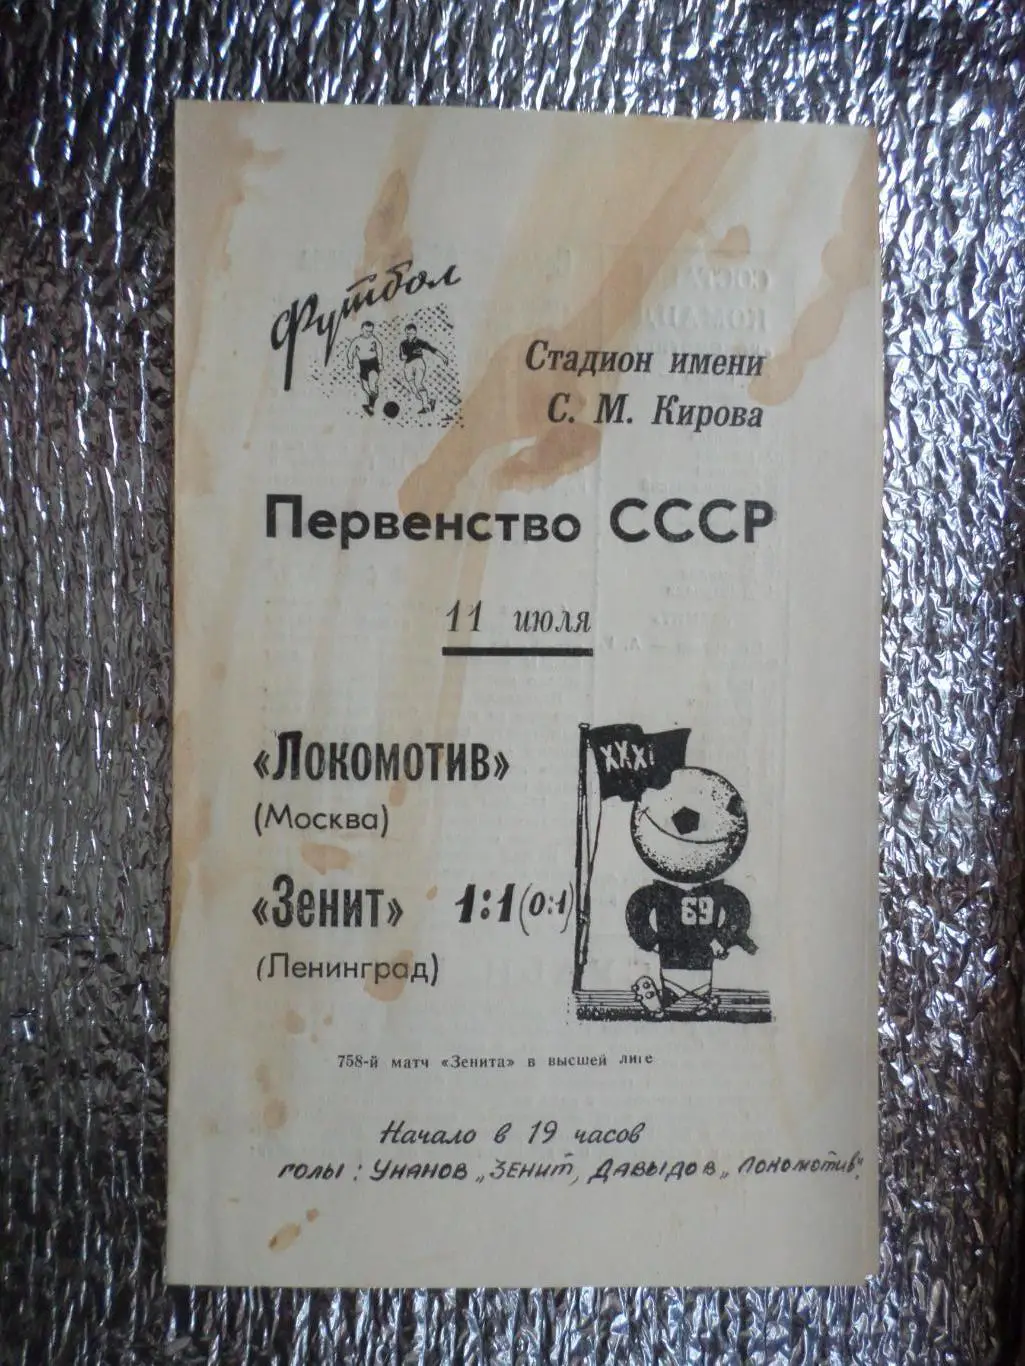 Футбол
Стадион имени
С. М. Кирова
Первенство СССР
11 июля
«Локомотив»
(Москва)
XXXI
69
«Зенит» 1:1 (0:1)
(Ленинград)
758-й матч «Зенита» в высшей лиге
Начало в 19 часов
голы: Унанов „Зенит, Давыдов „Локомотив"